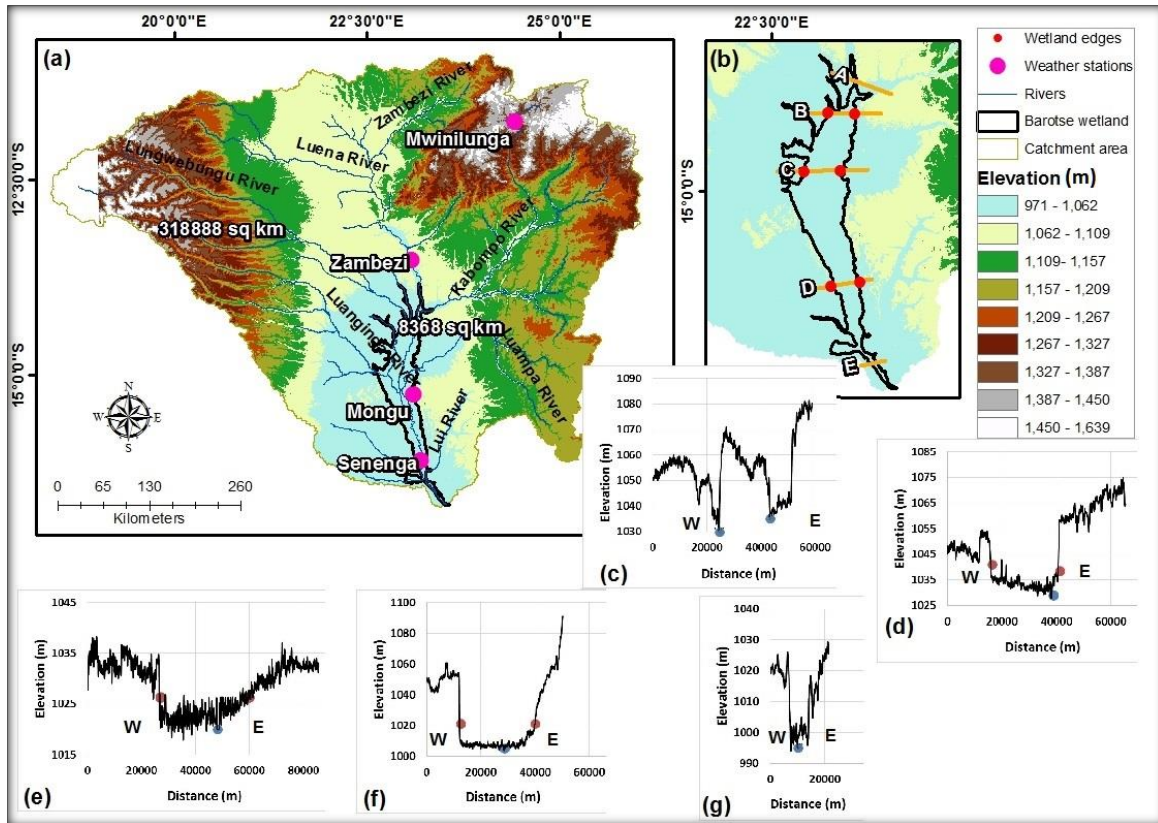 20°0'0"E
22°3'0"E
25°0'0"E
(a)
12°30'0"S
15°0'0"S
Zambezi River
Mwinilunga
Luena River
Lungwebungu River
318888 sq km
Zambezi
Kabompo River
8368 sq km
Luanginga River
Luampa River
Mongu
Lui River
Senenga
N
W
E
S
0
65
130
260
Kilometers
22°3'0"E
(b)
15°0'0"S
A
B
C
D
E
Wetland edges
Weather stations
Rivers
Barotse wetland
Catchment area
Elevation (m)
971 - 1,062
1,062 - 1,109
1,109 - 1,157
1,157 - 1,209
1,209 - 1,267
1,267 - 1,327
1,327 - 1,387
1,387 - 1,450
1,450 - 1,639
Elevation (m)
1090
1080
1070
1060
1050
1040
1030
W
E
0
20000
40000
60000
(c)
Distance (m)
Elevation (m)
1085
1075
1065
1055
1045
1035
1025
W
E
0
20000
40000
60000
(d)
Distance (m)
Elevation (m)
1045
1035
1025
1015
W
E
0
20000
40000
60000
80000
(e)
Distance (m)
Elevation (m)
1100
1080
1060
1040
1020
1000
W
E
0
20000
40000
60000
(f)
Distance (m)
Elevation (m)
1040
1030
1020
1010
1000
990
W
E
0
20000
(g)
Distance (m)